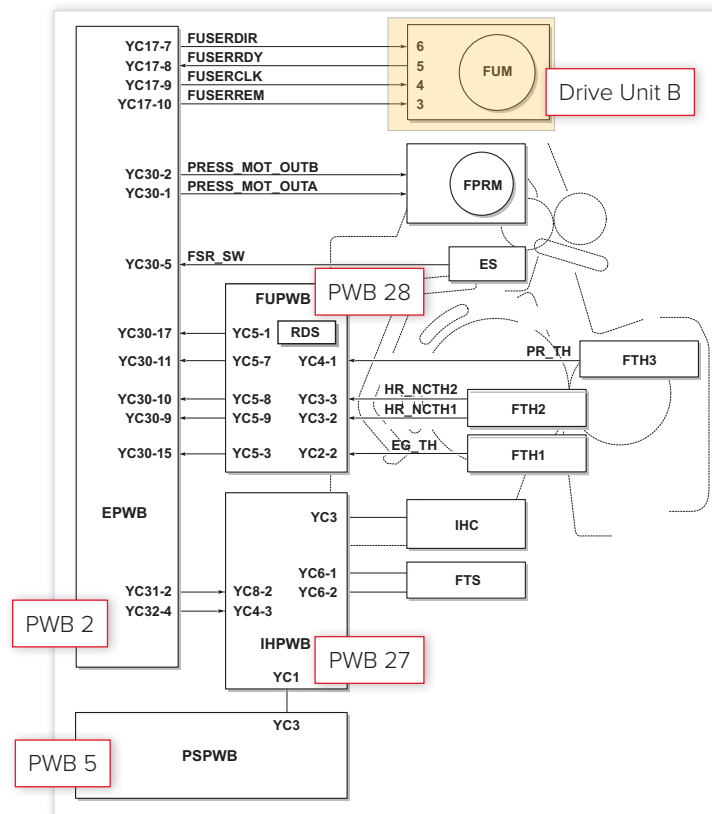 YC17-7 FUSERDIR 6
YC17-8 FUSERRDY 5
YC17-9 FUSERCLK 4
YC17-10 FUSERREM 3
FUM
Drive Unit B
YC30-2 PRESS_MOT_OUTB
YC30-1 PRESS_MOT_OUTA
FPRM
YC30-5 FSR_SW
ES
PWB 28
FUPWB
RDS
YC30-17 YC5-1
YC30-11 YC5-7 YC4-1 PR_TH FTH3
YC30-10 YC5-8 YC3-3 HR_NCTH2
YC30-9 YC5-9 YC3-2 HR_NCTH1
FTH2
YC30-15 YC5-3 YC2-2 EG_TH FTH1
EPWB
YC3 IHC
YC6-1
YC6-2
FTS
YC31-2 YC8-2
YC32-4 YC4-3
PWB 2
IHPWB
PWB 27
YC1
YC3
PSPWB
PWB 5